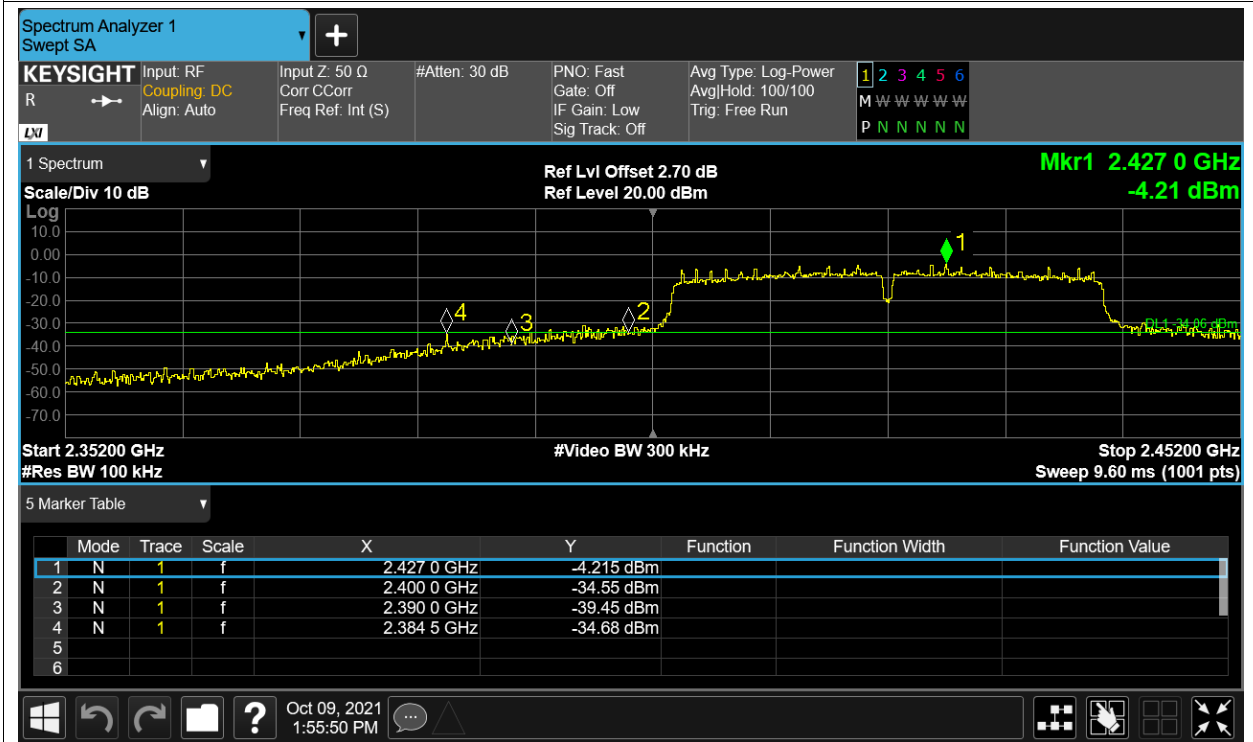 Spectrum Analyzer 1
Swept SA
KEYSIGHT Input: RF Input Z: 50 Ω #Atten: 30 dB PNO: Fast Avg Type: Log-Power 1 2 3 4 5 6
R Coupling: DC Corr CCorr Gate: Off Avg|Hold: 100/100 M W W W W W
Align: Auto Freq Ref: Int (S) IF Gain: Low Trig: Free Run
LXI Sig Track: Off P N N N N N
1 Spectrum Ref Lvl Offset 2.70 dB Mkr1 2.427 0 GHz
Scale/Div 10 dB Ref Level 20.00 dBm -4.21 dBm
Log
10.0
0.00
-10.0
-20.0
-30.0
-40.0
-50.0
-60.0
-70.0
1
2
3
4
DL1 -34.06 dBm
Start 2.35200 GHz #Video BW 300 kHz Stop 2.45200 GHz
#Res BW 100 kHz Sweep 9.60 ms (1001 pts)
5 Marker Table
Mode Trace Scale X Y Function Function Width Function Value
1 N 1 f 2.427 0 GHz -4.215 dBm
2 N 1 f 2.400 0 GHz -34.55 dBm
3 N 1 f 2.390 0 GHz -39.45 dBm
4 N 1 f 2.384 5 GHz -34.68 dBm
5
6
? Oct 09, 2021
1:55:50 PM